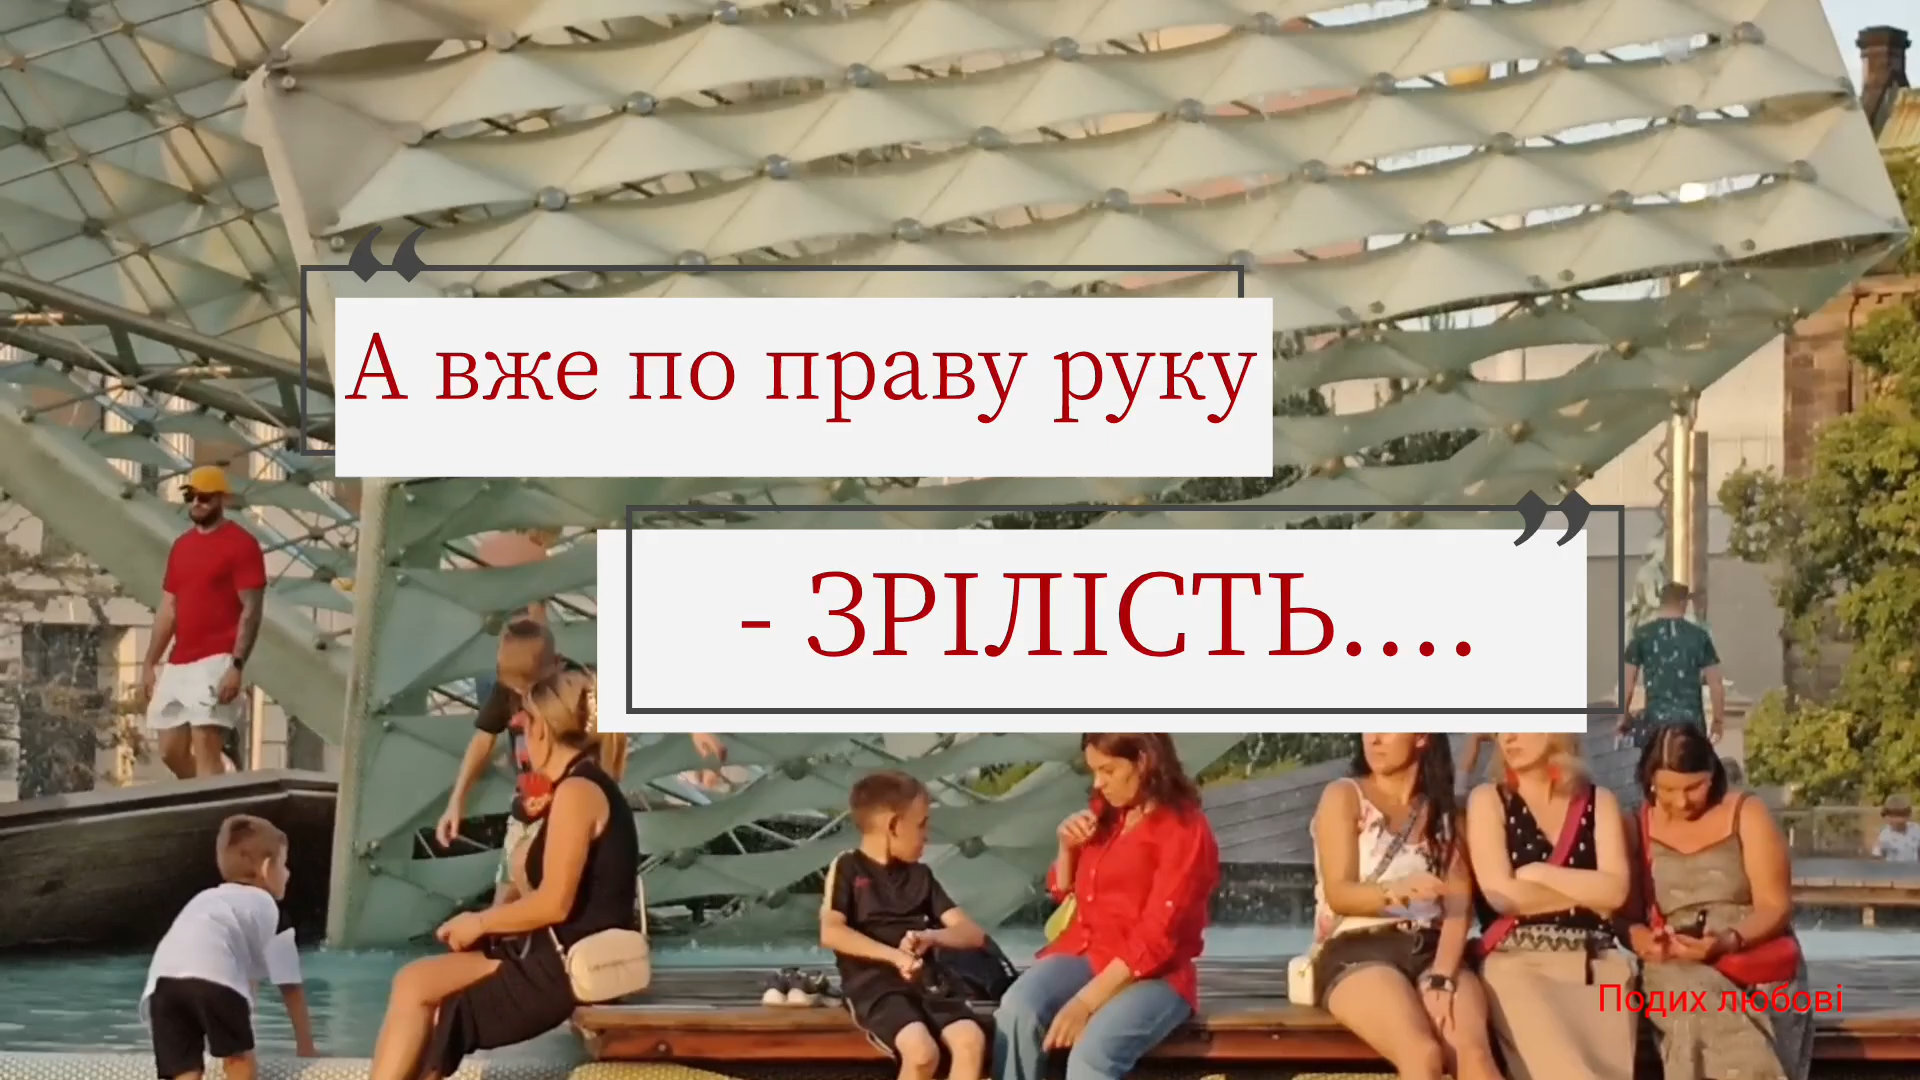 “
А вже по праву руку
”
- ЗРІЛІСТЬ....
Подих любові